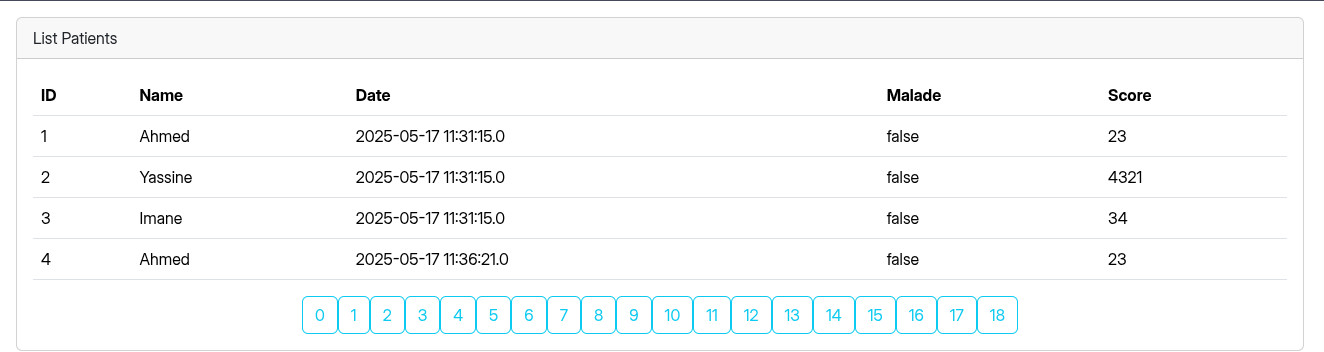 List Patients
ID Name Date Malade Score
1 Ahmed 2025-05-17 11:31:15.0 false 23
2 Yassine 2025-05-17 11:31:15.0 false 4321
3 Imane 2025-05-17 11:31:15.0 false 34
4 Ahmed 2025-05-17 11:36:21.0 false 23
0 1 2 3 4 5 6 7 8 9 10 11 12 13 14 15 16 17 18